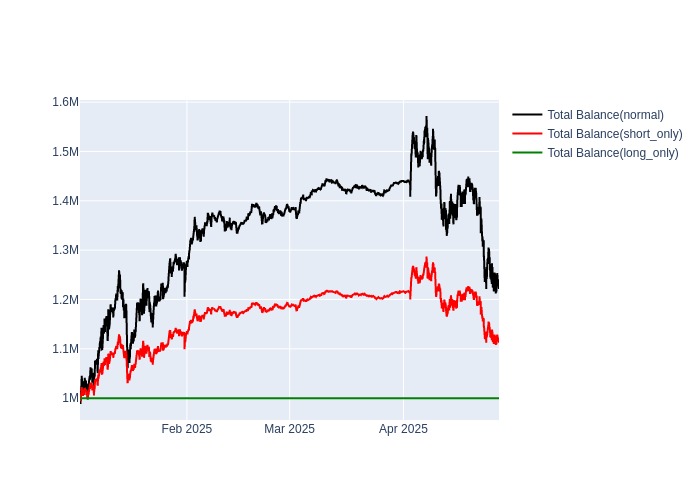 1.6M
1.5M
1.4M
1.3M
1.2M
1.1M
1M
Feb 2025
Mar 2025
Apr 2025
Total Balance(normal)
Total Balance(short_only)
Total Balance(long_only)